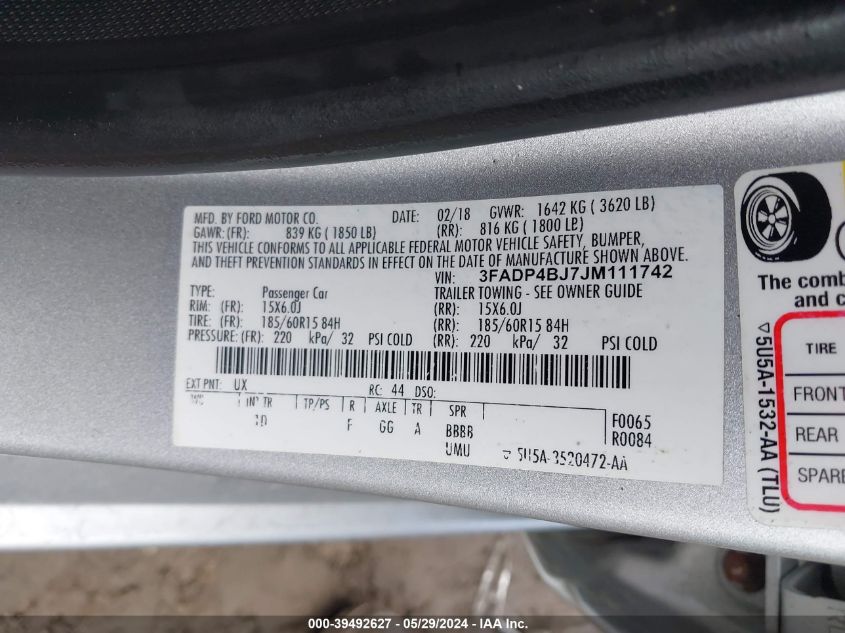 MFD. BY FORD MOTOR CO. DATE: 02/18 GVWR: 1642 KG ( 3620 LB)
GAWR: (FR): 839 KG ( 1850 LB) (RR): 816 KG ( 1800 LB)
THIS VEHICLE CONFORMS TO ALL APPLICABLE FEDERAL MOTOR VEHICLE SAFETY, BUMPER,
AND THEFT PREVENTION STANDARDS IN EFFECT ON THE DATE OF MANUFACTURE SHOWN ABOVE.
VIN: 3FADP4BJ7JM111742
TYPE: Passenger Car TRAILER TOWING - SEE OWNER GUIDE
RIM: (FR): 15X6.0J (RR): 15X6.0J
TIRE: (FR): 185/60R15 84H (RR): 185/60R15 84H
PRESSURE: (FR): 220 kPa/ 32 PSI COLD (RR): 220 kPa/ 32 PSI COLD
EXT PNT: UX RC: 44 DSO:
INT TR TP/PS R AXLE TR SPR
F GG A BBBB
UMU
F0065
R0084
5U5A-3520472-AA
The comb
and c
TIRE
FRONT
REAR
SPARE
5U5A-1532-AA (TLU)
000-39492627 - 05/29/2024 - IAA Inc.